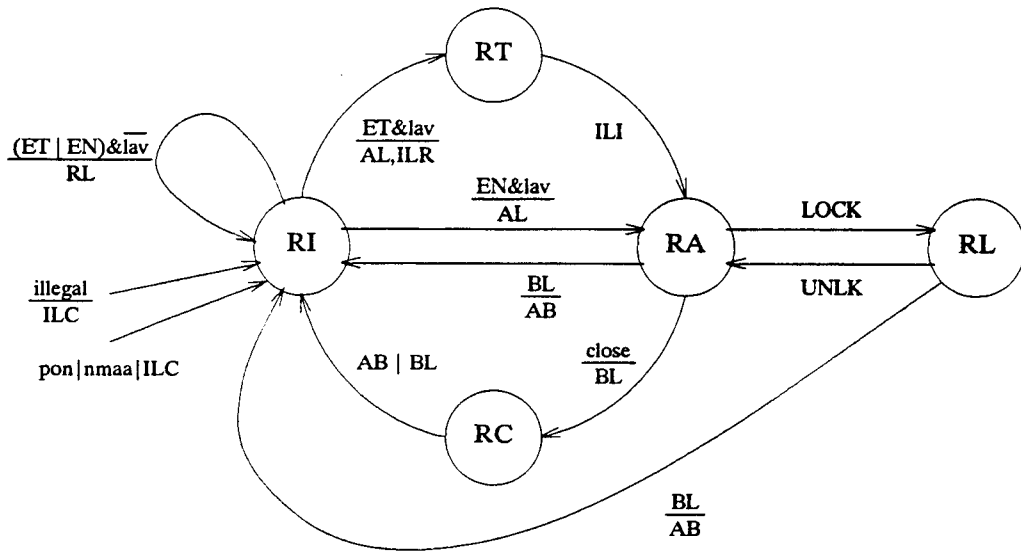 RT
(ET | EN)&lav
RL
ET&lav
AL,ILR
ILI
EN&lav
AL
LOCK
RI
RA
RL
BL
AB
UNLK
illegal
ILC
pon|nmaa|ILC
AB | BL
close
BL
RC
BL
AB